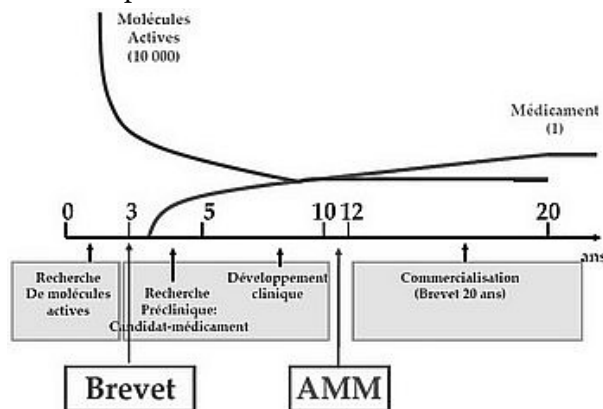 Molécules
Actives
(10 000)
Médicament
(1)
0 3 5 10 12 20
ans
Recherche
De molécules
actives
Recherche
Préclinique:
Candidat-médicament
Développement
clinique
Commercialisation
(Brevet 20 ans)
Brevet
AMM